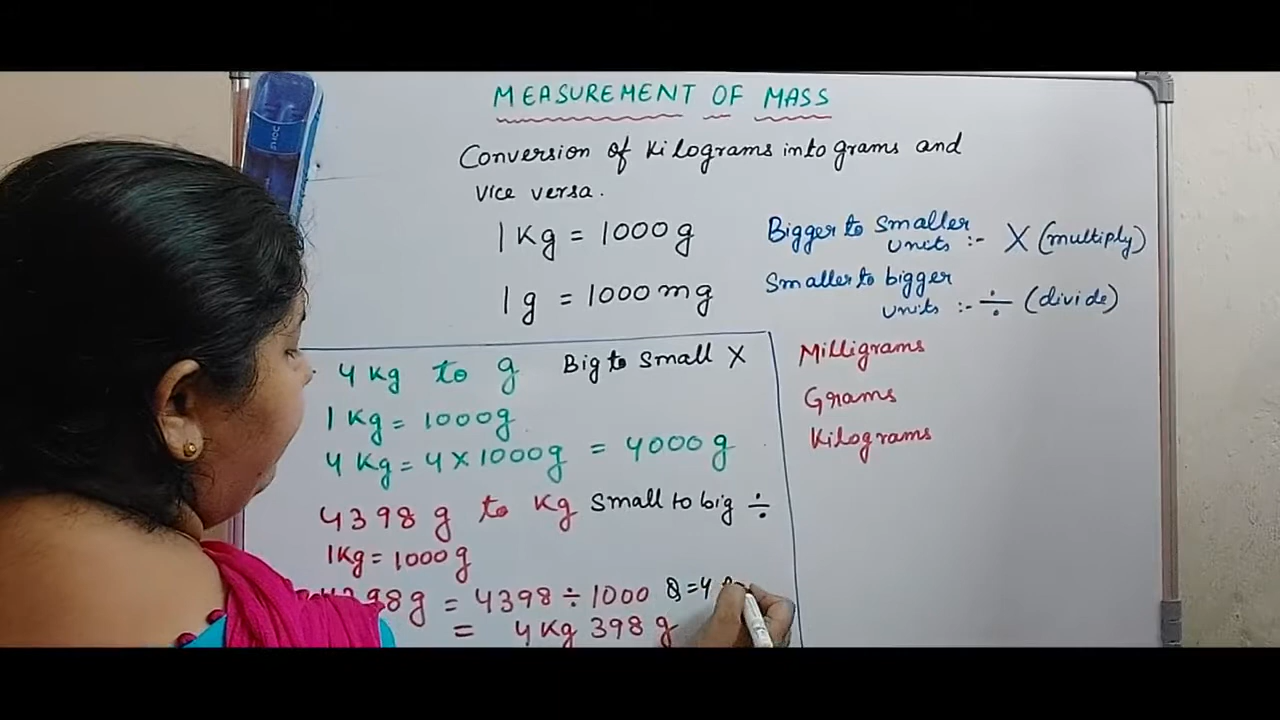 MEASUREMENT OF MASS
Conversion of Kilograms into grams and
vice versa.
1 Kg = 1000 g
1 g = 1000 mg
Bigger to smaller
units :- X (multiply)
Smaller to bigger
units :- ÷ (divide)
4 Kg to g Big to Small X
1 Kg = 1000 g
4 Kg = 4 X 1000 g = 4000 g
4398 g to Kg Small to big ÷
1 Kg = 1000 g
4398 g = 4398 ÷ 1000 Q = 4
= 4 Kg 398 g
Milligrams
Grams
Kilograms